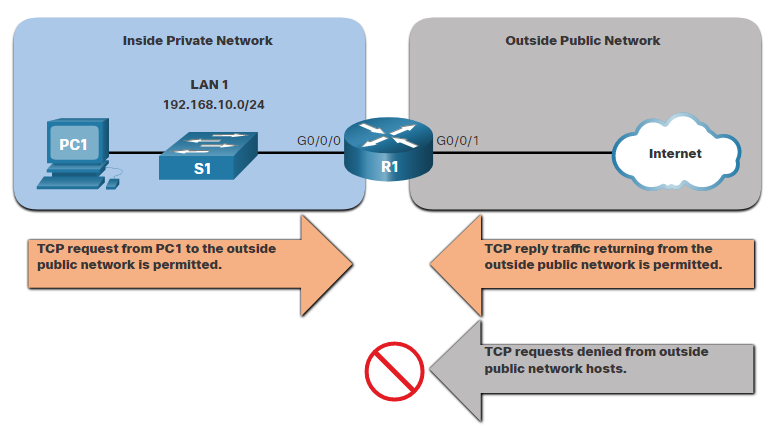 Inside Private Network
Outside Public Network
LAN 1
192.168.10.0/24
PC1
S1
G0/0/0
R1
G0/0/1
Internet
TCP request from PC1 to the outside
public network is permitted.
TCP reply traffic returning from the
outside public network is permitted.
TCP requests denied from outside
public network hosts.